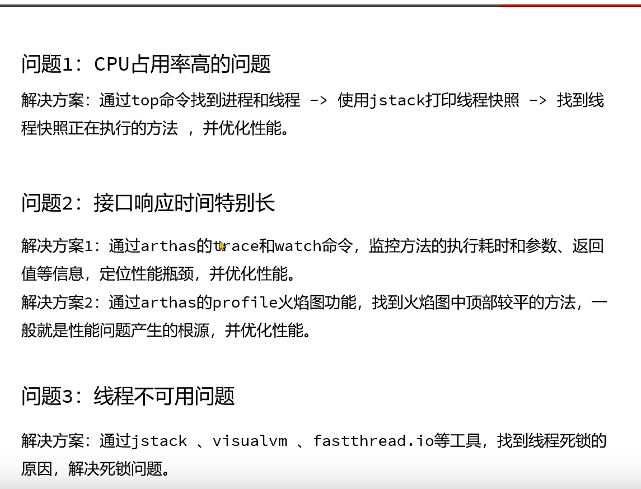 问题1：CPU占用率高的问题
解决方案：通过top命令找到进程和线程 -> 使用jstack打印线程快照 -> 找到线
程快照正在执行的方法 ，并优化性能。
问题2：接口响应时间特别长
解决方案1：通过arthas的trace和watch命令，监控方法的执行耗时和参数、返回
值等信息，定位性能瓶颈，并优化性能。
解决方案2：通过arthas的profile火焰图功能，找到火焰图中顶部较平的方法，一
般就是性能问题产生的根源，并优化性能。
问题3：线程不可用问题
解决方案：通过jstack 、visualvm 、fastthread.io等工具，找到线程死锁的
原因，解决死锁问题。